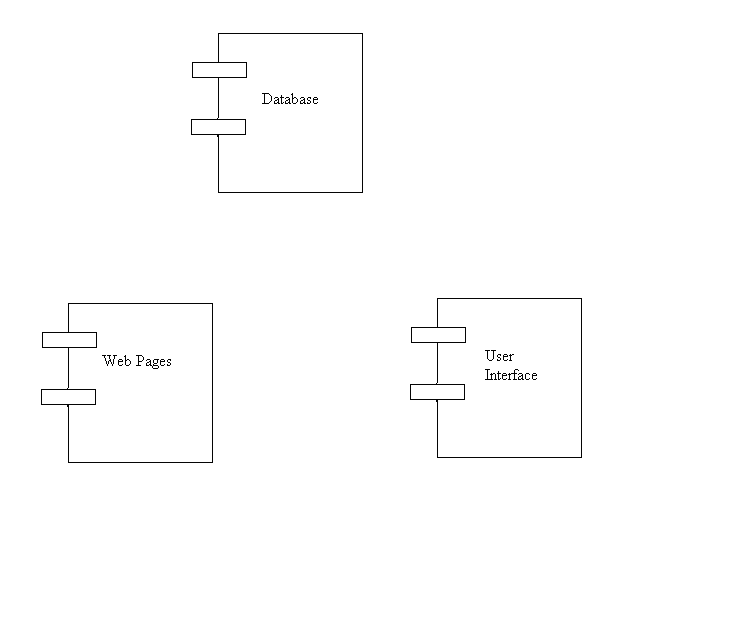 Database
Web Pages
User
Interface